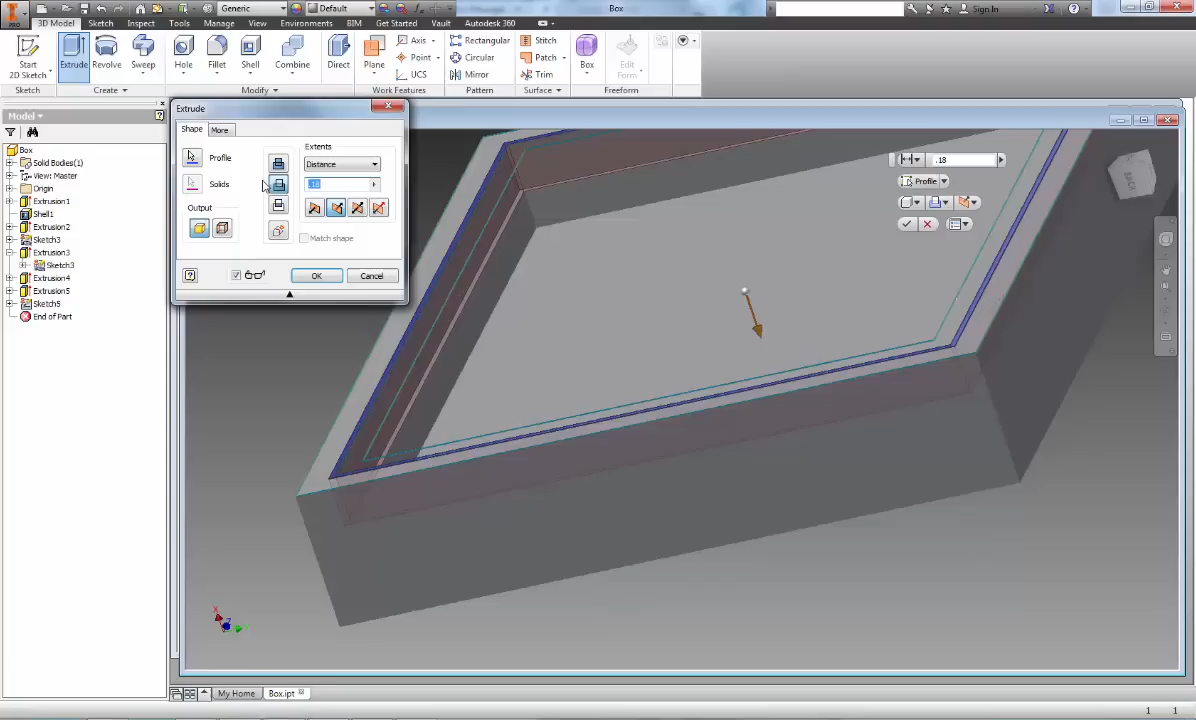 Generic
Default
Box
Sign In
PRO
3D Model
Sketch
Inspect
Tools
Manage
View
Environments
BIM
Get Started
Vault
Autodesk 360
Start
2D Sketch
Extrude
Revolve
Sweep
Hole
Fillet
Shell
Combine
Direct
Plane
Axis
Point
UCS
Rectangular
Circular
Mirror
Stitch
Patch
Trim
Box
Edit
Form
Sketch
Create
Modify
Work Features
Pattern
Surface
Freeform
Model
Box
Solid Bodies(1)
View: Master
Origin
Extrusion1
Shell1
Extrusion2
Sketch3
Extrusion3
Sketch3
Extrusion4
Extrusion5
Sketch5
End of Part
Extrude
Shape
More
Profile
Solids
Output
Extents
Distance
.18
Match shape
OK
Cancel
.18
Profile
BACK
X
Z
My Home
Box.ipt
1 1